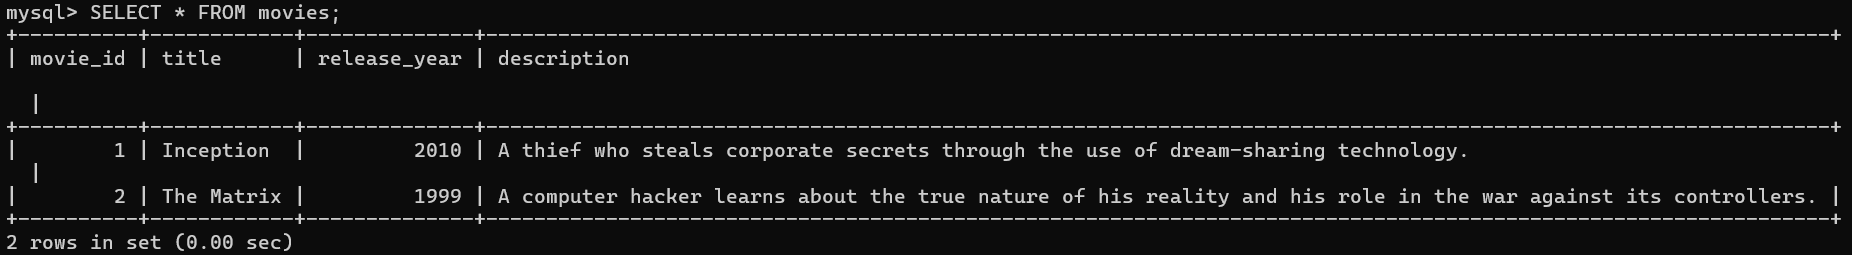 mysql> SELECT * FROM movies;
+----------+------------+--------------+----------------------------------------------------------------------------------------------------------------+
| movie_id | title      | release_year | description
  |
+----------+------------+--------------+----------------------------------------------------------------------------------------------------------------+
|        1 | Inception  |         2010 | A thief who steals corporate secrets through the use of dream-sharing technology.
  |
|        2 | The Matrix |         1999 | A computer hacker learns about the true nature of his reality and his role in the war against its controllers. |
+----------+------------+--------------+----------------------------------------------------------------------------------------------------------------+
2 rows in set (0.00 sec)